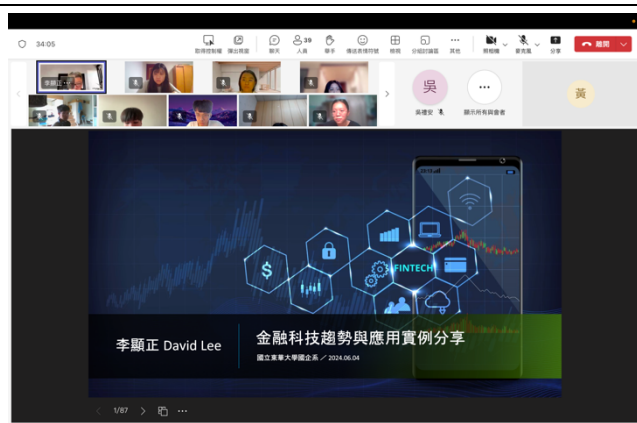 34:05
取得控制權
彈出視窗
聊天
39
人員
舉手
傳送表情符號
檢視
分組討論區
其他
照相機
麥克風
分享
離開
李顯正
吳
吳禮安
顯示所有與會者
黃
FINTECH
李顯正 David Lee
金融科技趨勢與應用實例分享
國立東華大學國企系／2024.06.04
1/87